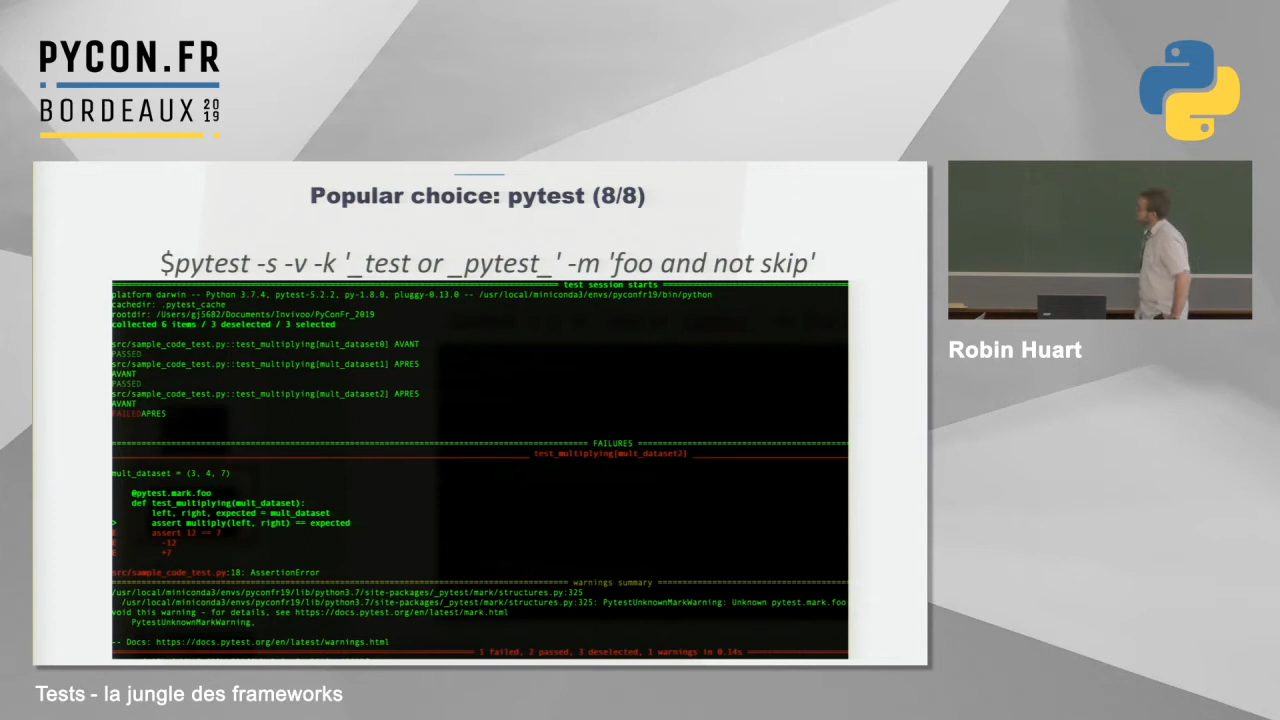 PYCON.FR
BORDEAUX 2019
Popular choice: pytest (8/8)
$pytest -s -v -k '_test or _pytest_' -m 'foo and not skip'
test session starts
platform darwin -- Python 3.7.4, pytest-5.2.2, py-1.8.0, pluggy-0.13.0 -- /usr/local/miniconda3/envs/pyconfr19/bin/python
cachedir: .pytest_cache
rootdir: /Users/gj5682/Documents/Invivoo/PyConFr_2019
collected 6 items / 3 deselected / 3 selected
src/sample_code_test.py::test_multiplying[mult_dataset0] AVANT
PASSED
src/sample_code_test.py::test_multiplying[mult_dataset1] APRES
AVANT
PASSED
src/sample_code_test.py::test_multiplying[mult_dataset2] APRES
AVANT
FAILEDAPRES
FAILURES
test_multiplying[mult_dataset2]
mult_dataset = (3, 4, 7)
@pytest.mark.foo
def test_multiplying(mult_dataset):
left, right, expected = mult_dataset
> assert multiply(left, right) == expected
E assert 12 == 7
E -12
E +7
src/sample_code_test.py:18: AssertionError
warnings summary
/usr/local/miniconda3/envs/pyconfr19/lib/python3.7/site-packages/_pytest/mark/structures.py:325
/usr/local/miniconda3/envs/pyconfr19/lib/python3.7/site-packages/_pytest/mark/structures.py:325: PytestUnknownMarkWarning: Unknown pytest.mark.foo
void this warning - for details, see https://docs.pytest.org/en/latest/mark.html
PytestUnknownMarkWarning,
-- Docs: https://docs.pytest.org/en/latest/warnings.html
1 failed, 2 passed, 3 deselected, 1 warnings in 0.14s
Robin Huart
Tests - la jungle des frameworks